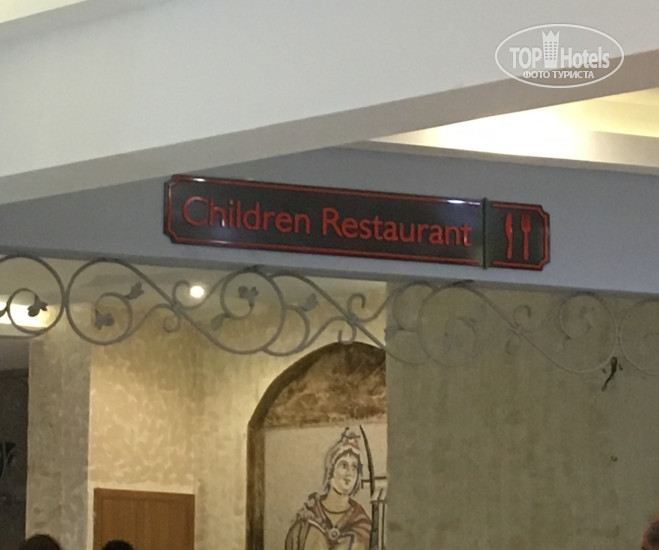 TOP Hotels
ФОТО ТУРИСТА
Children Restaurant